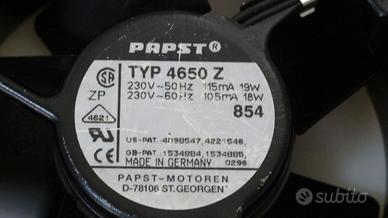 PAPST®
TYP 4650 Z
230V~50Hz 115mA 19W
230V~60Hz 105mA 18W
ZP
854
4621
US-PAT. 4098547, 4221546,
GB-PAT. 1534884, 1534885,
MADE IN GERMANY 0296
PAPST-MOTOREN
D-78106 ST. GEORGEN
subito